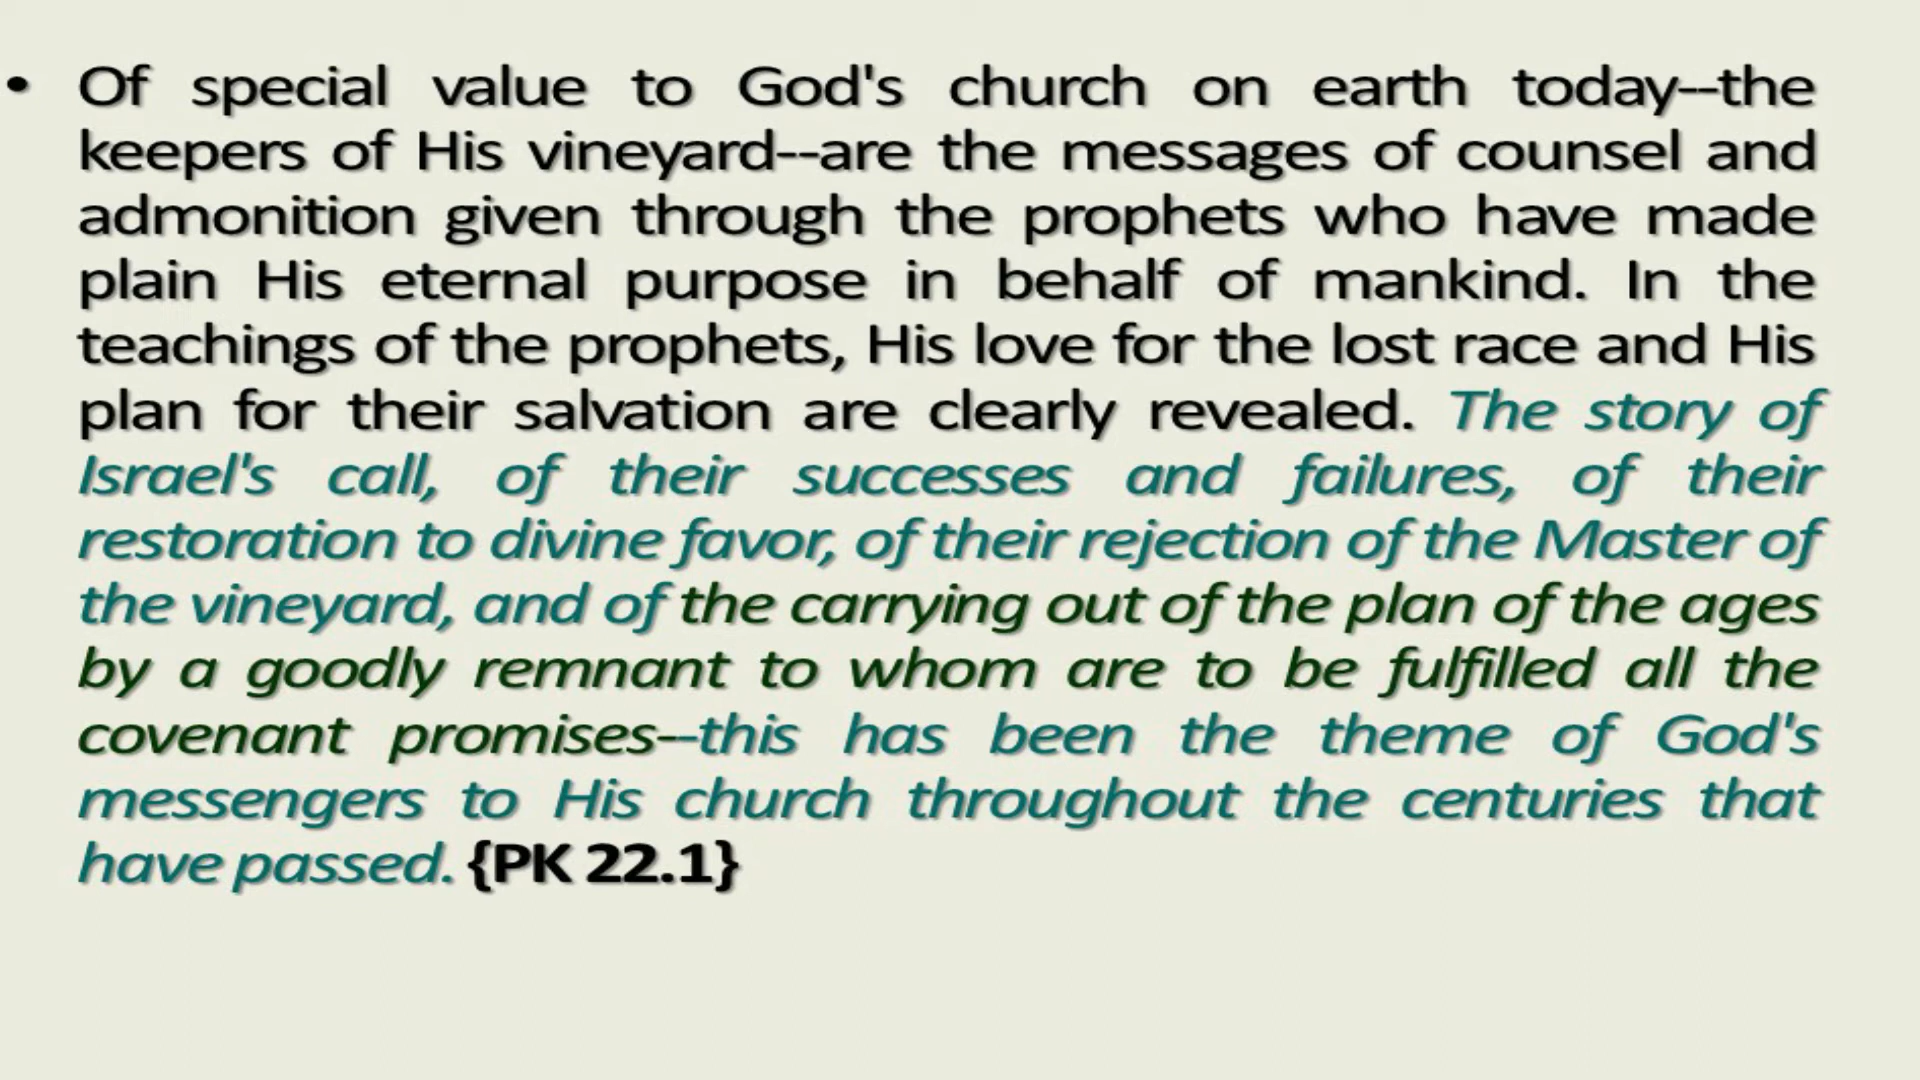 • Of special value to God's church on earth today--the
keepers of His vineyard--are the messages of counsel and
admonition given through the prophets who have made
plain His eternal purpose in behalf of mankind. In the
teachings of the prophets, His love for the lost race and His
plan for their salvation are clearly revealed. The story of
Israel's call, of their successes and failures, of their
restoration to divine favor, of their rejection of the Master of
the vineyard, and of the carrying out of the plan of the ages
by a goodly remnant to whom are to be fulfilled all the
covenant promises--this has been the theme of God's
messengers to His church throughout the centuries that
have passed. {PK 22.1}